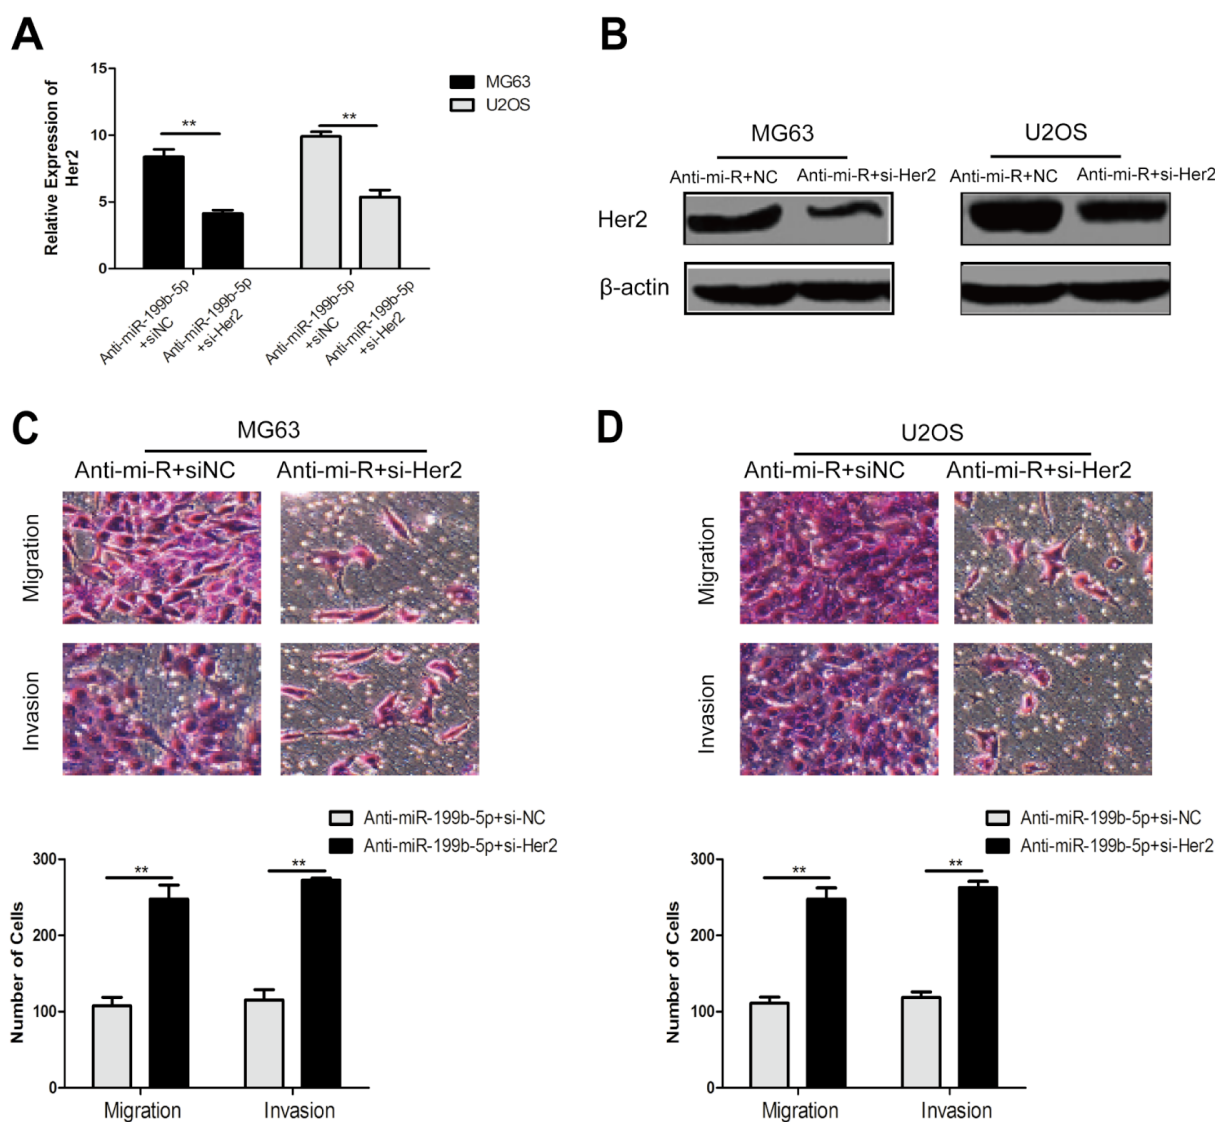 A
Relative Expression of
Her2
15
10
5
0
**
**
MG63
U2OS
Anti-miR-199b-5p
+siNC
Anti-miR-199b-5p
+si-Her2
Anti-miR-199b-5p
+siNC
Anti-miR-199b-5p
+si-Her2
B
MG63
U2OS
Anti-mi-R+NC
Anti-mi-R+si-Her2
Anti-mi-R+NC
Anti-mi-R+si-Her2
Her2
β-actin
C
MG63
Anti-mi-R+siNC
Anti-mi-R+si-Her2
Migration
Invasion
Anti-miR-199b-5p+si-NC
Anti-miR-199b-5p+si-Her2
Number of Cells
300
200
100
0
**
**
Migration
Invasion
D
U2OS
Anti-mi-R+siNC
Anti-mi-R+si-Her2
Migration
Invasion
Anti-miR-199b-5p+si-NC
Anti-miR-199b-5p+si-Her2
Number of Cells
300
200
100
0
**
**
Migration
Invasion